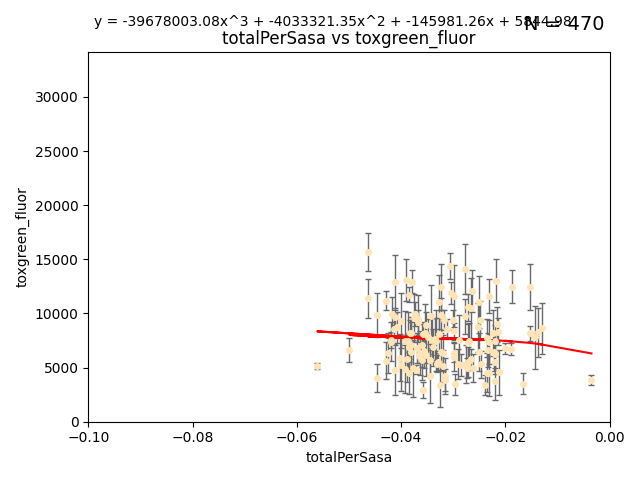 y = -39678003.08x^3 + -4033321.35x^2 + -145981.26x + 5844.98
N = 470
totalPerSasa vs toxgreen_fluor
30000
25000
20000
15000
10000
5000
0
toxgreen_fluor
−0.10 −0.08 −0.06 −0.04 −0.02 0.00
totalPerSasa